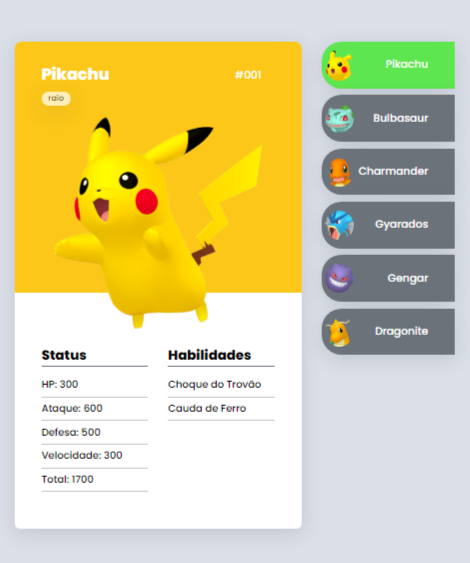 Pikachu
#001
raio
Status
HP: 300
Ataque: 600
Defesa: 500
Velocidade: 300
Total: 1700
Habilidades
Choque do Trovão
Cauda de Ferro
Pikachu
Bulbasaur
Charmander
Gyarados
Gengar
Dragonite